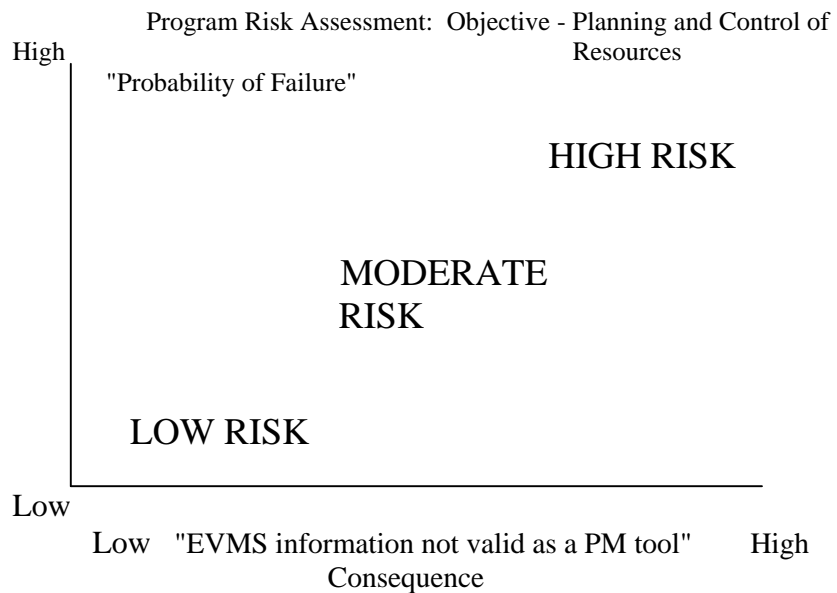 Program Risk Assessment:  Objective - Planning and Control of
Resources
High
"Probability of Failure"
HIGH RISK
MODERATE
RISK
LOW RISK
Low
Low "EVMS information not valid as a PM tool" High
Consequence